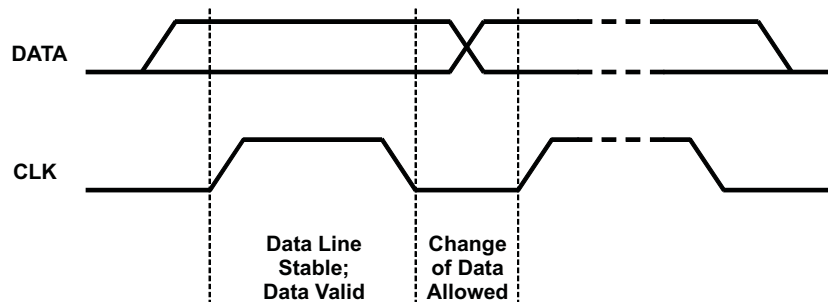 DATA
CLK
Data Line
Stable;
Data Valid
Change
of Data
Allowed